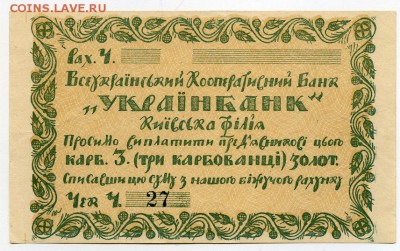 COINS.LAVE.RU
Рах. Ч.
Всеукраїнський Кооперативний Банк
„УКРАЇНБАНК“
Київська філія
Просимо виплатити пред'явникові цього
карб. 3. (три карбованці) золот.
Списавши цю суму з нашого біжучого рахунку
Чек Ч. 27